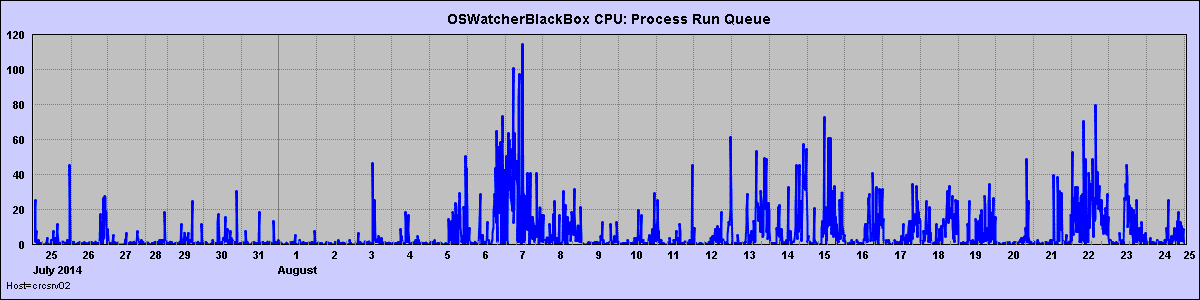 OSWatcherBlackBox CPU: Process Run Queue
120
100
80
60
40
20
0
25 26 27 28 29 30 31 1 2 3 4 5 6 7 8 9 10 11 12 13 14 15 16 17 18 19 20 21 22 23 24 25
July 2014 August
Host=crcsrv02